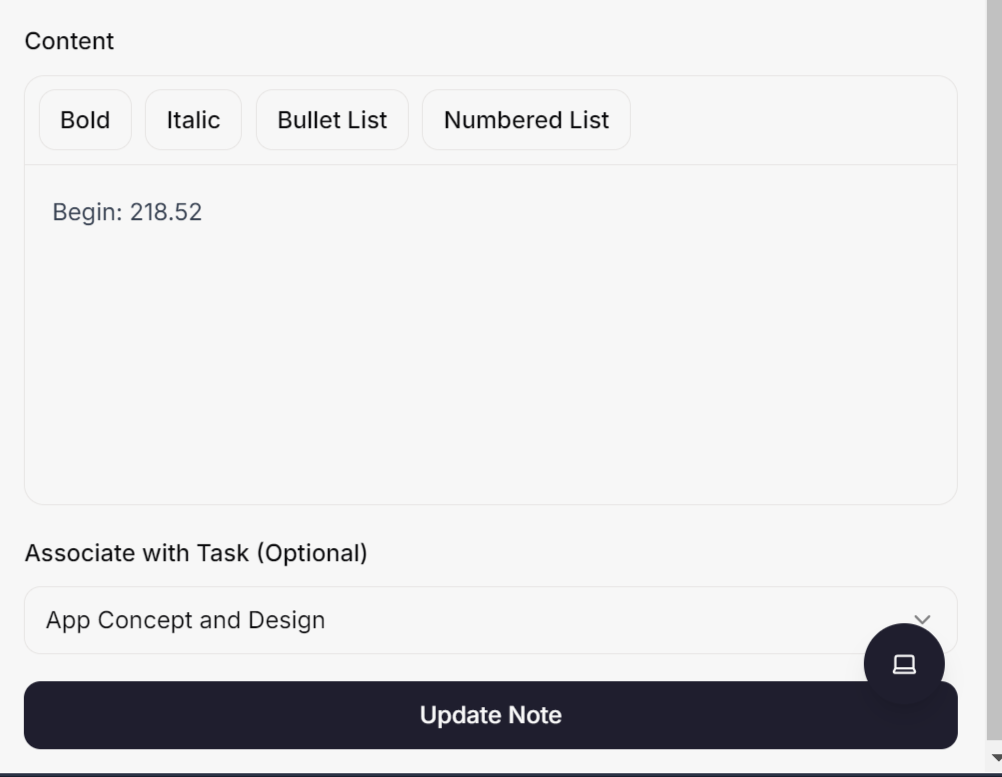 Content
Bold Italic Bullet List Numbered List
Begin: 218.52
Associate with Task (Optional)
App Concept and Design
Update Note